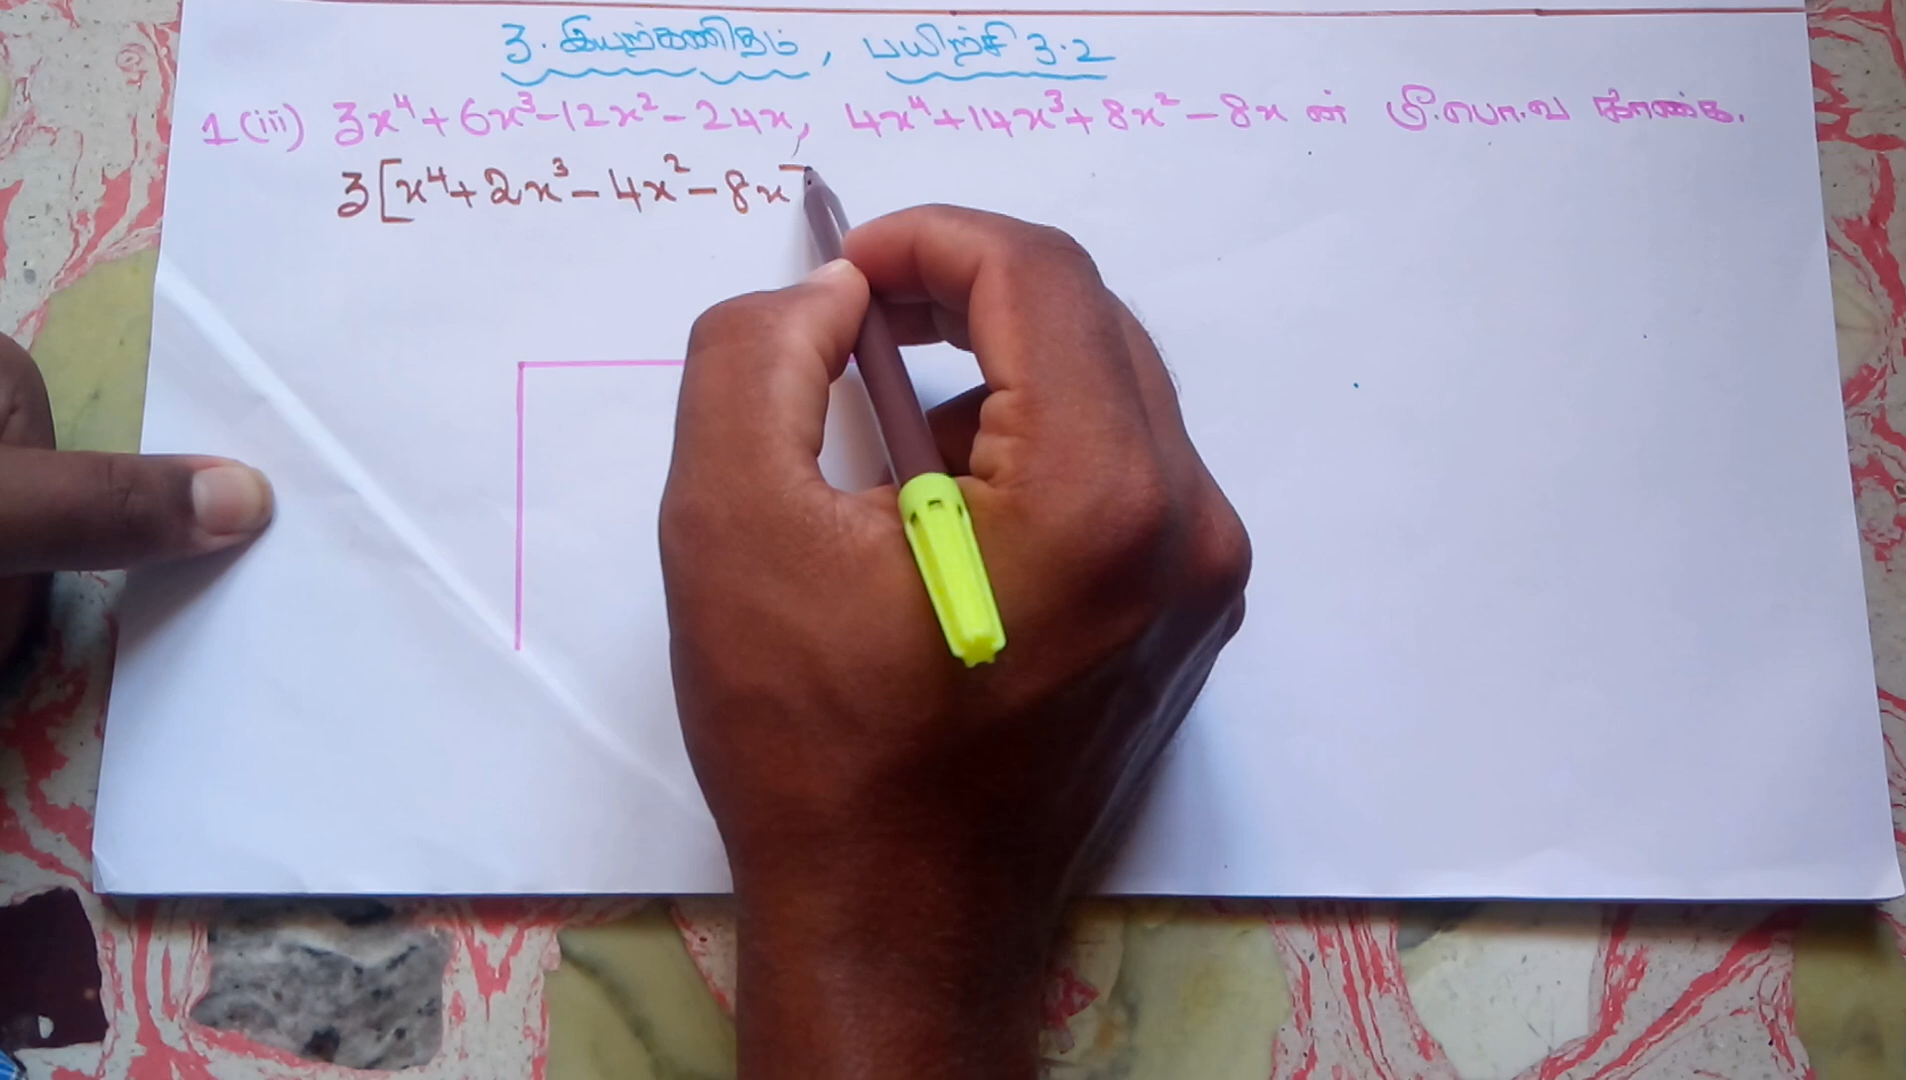 3. இயற்கணிதம், பயிற்சி 3.2
1(iii) 3x⁴+6x³-12x²-24x, 4x⁴+14x³+8x²-8x ன் மீ.பொ.வ காண்க.
3[x⁴+2x³-4x²-8x